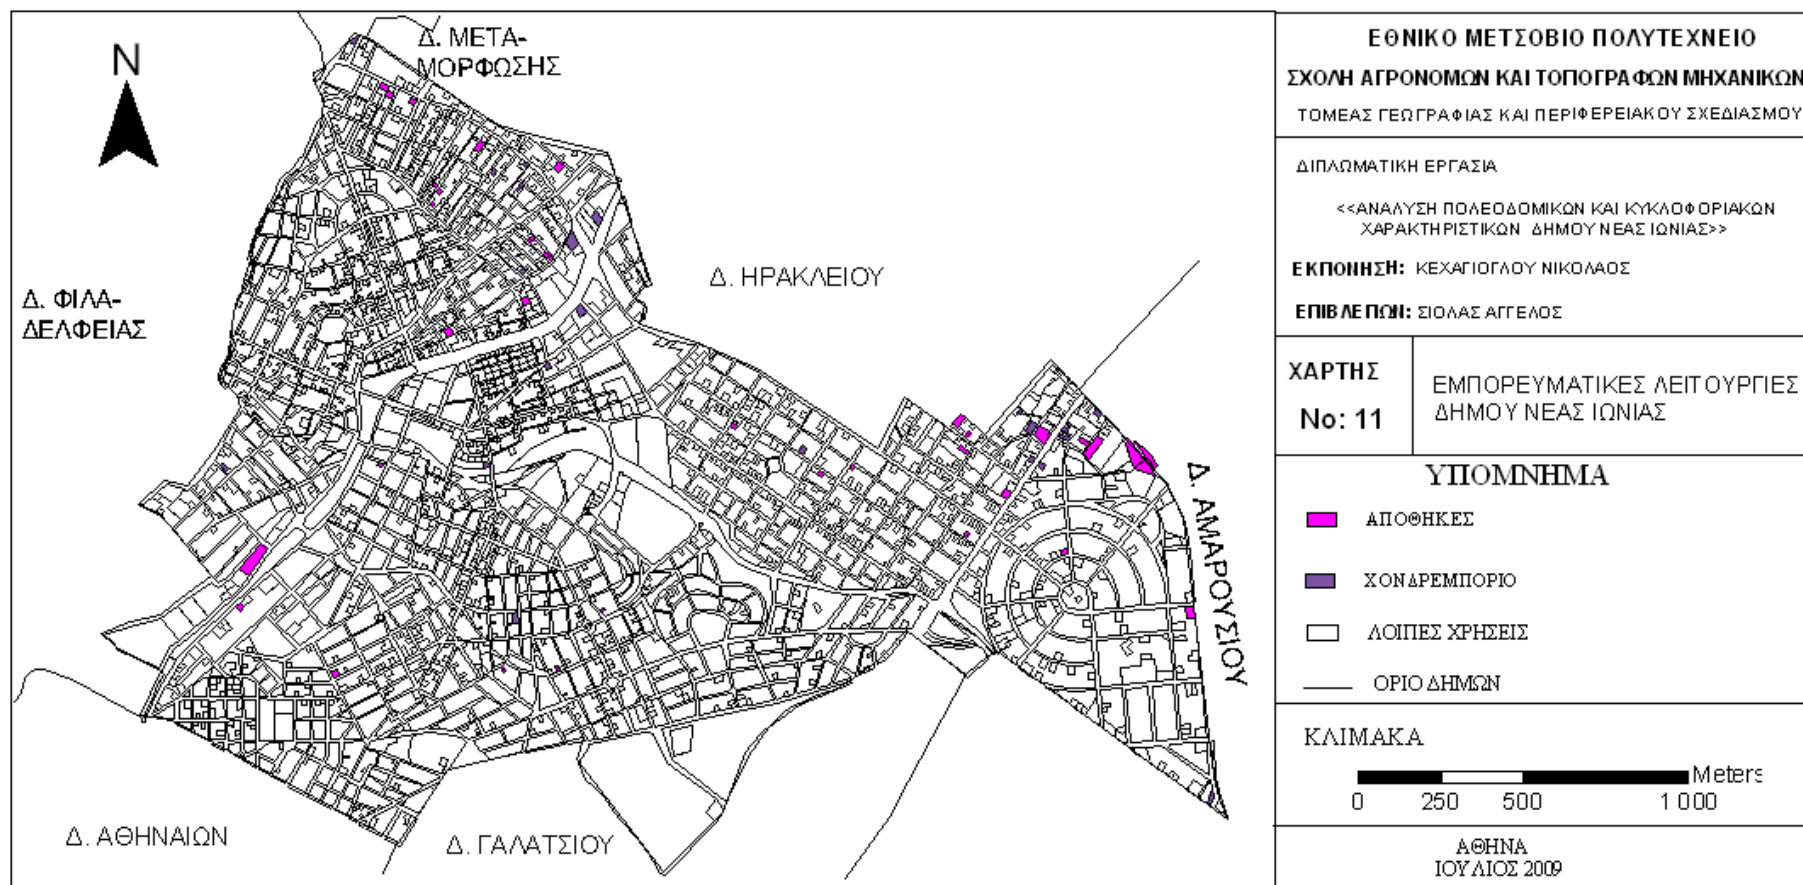 N
Δ. ΜΕΤΑ-
ΜΟΡΦΩΣΗΣ
Δ. ΦΙΛΑ-
ΔΕΛΦΕΙΑΣ
Δ. ΗΡΑΚΛΕΙΟΥ
Δ. ΑΜΑΡΟΥΣΙΟΥ
Δ. ΑΘΗΝΑΙΩΝ
Δ. ΓΑΛΑΤΣΙΟΥ
ΕΘΝΙΚΟ ΜΕΤΣΟΒΙΟ ΠΟΛΥΤΕΧΝΕΙΟ
ΣΧΟΛΗ ΑΓΡΟΝΟΜΩΝ ΚΑΙ ΤΟΠΟΓΡΑΦΩΝ ΜΗΧΑΝΙΚΩΝ
ΤΟΜΕΑΣ ΓΕΩΓΡΑΦΙΑΣ ΚΑΙ ΠΕΡΙΦΕΡΕΙΑΚΟΥ ΣΧΕΔΙΑΣΜΟΥ
ΔΙΠΛΩΜΑΤΙΚΗ ΕΡΓΑΣΙΑ
<<ΑΝΑΛΥΣΗ ΠΟΛΕΟΔΟΜΙΚΩΝ ΚΑΙ ΚΥΚΛΟΦΟΡΙΑΚΩΝ
ΧΑΡΑΚΤΗΡΙΣΤΙΚΩΝ ΔΗΜΟΥ ΝΕΑΣ ΙΩΝΙΑΣ>>
ΕΚΠΟΝΗΣΗ: ΚΕΧΑΓΙΟΓΛΟΥ ΝΙΚΟΛΑΟΣ
ΕΠΙΒΛΕΠΩΝ: ΣΙΟΛΑΣ ΑΓΓΕΛΟΣ
ΧΑΡΤΗΣ
No: 11
ΕΜΠΟΡΕΥΜΑΤΙΚΕΣ ΛΕΙΤΟΥΡΓΙΕΣ
ΔΗΜΟΥ ΝΕΑΣ ΙΩΝΙΑΣ
ΥΠΟΜΝΗΜΑ
ΑΠΟΘΗΚΕΣ
ΧΟΝΔΡΕΜΠΟΡΙΟ
ΛΟΙΠΕΣ ΧΡΗΣΕΙΣ
ΟΡΙΟ ΔΗΜΩΝ
ΚΛΙΜΑΚΑ
Meters
0 250 500 1 000
ΑΘΗΝΑ
ΙΟΥΛΙΟΣ 2009